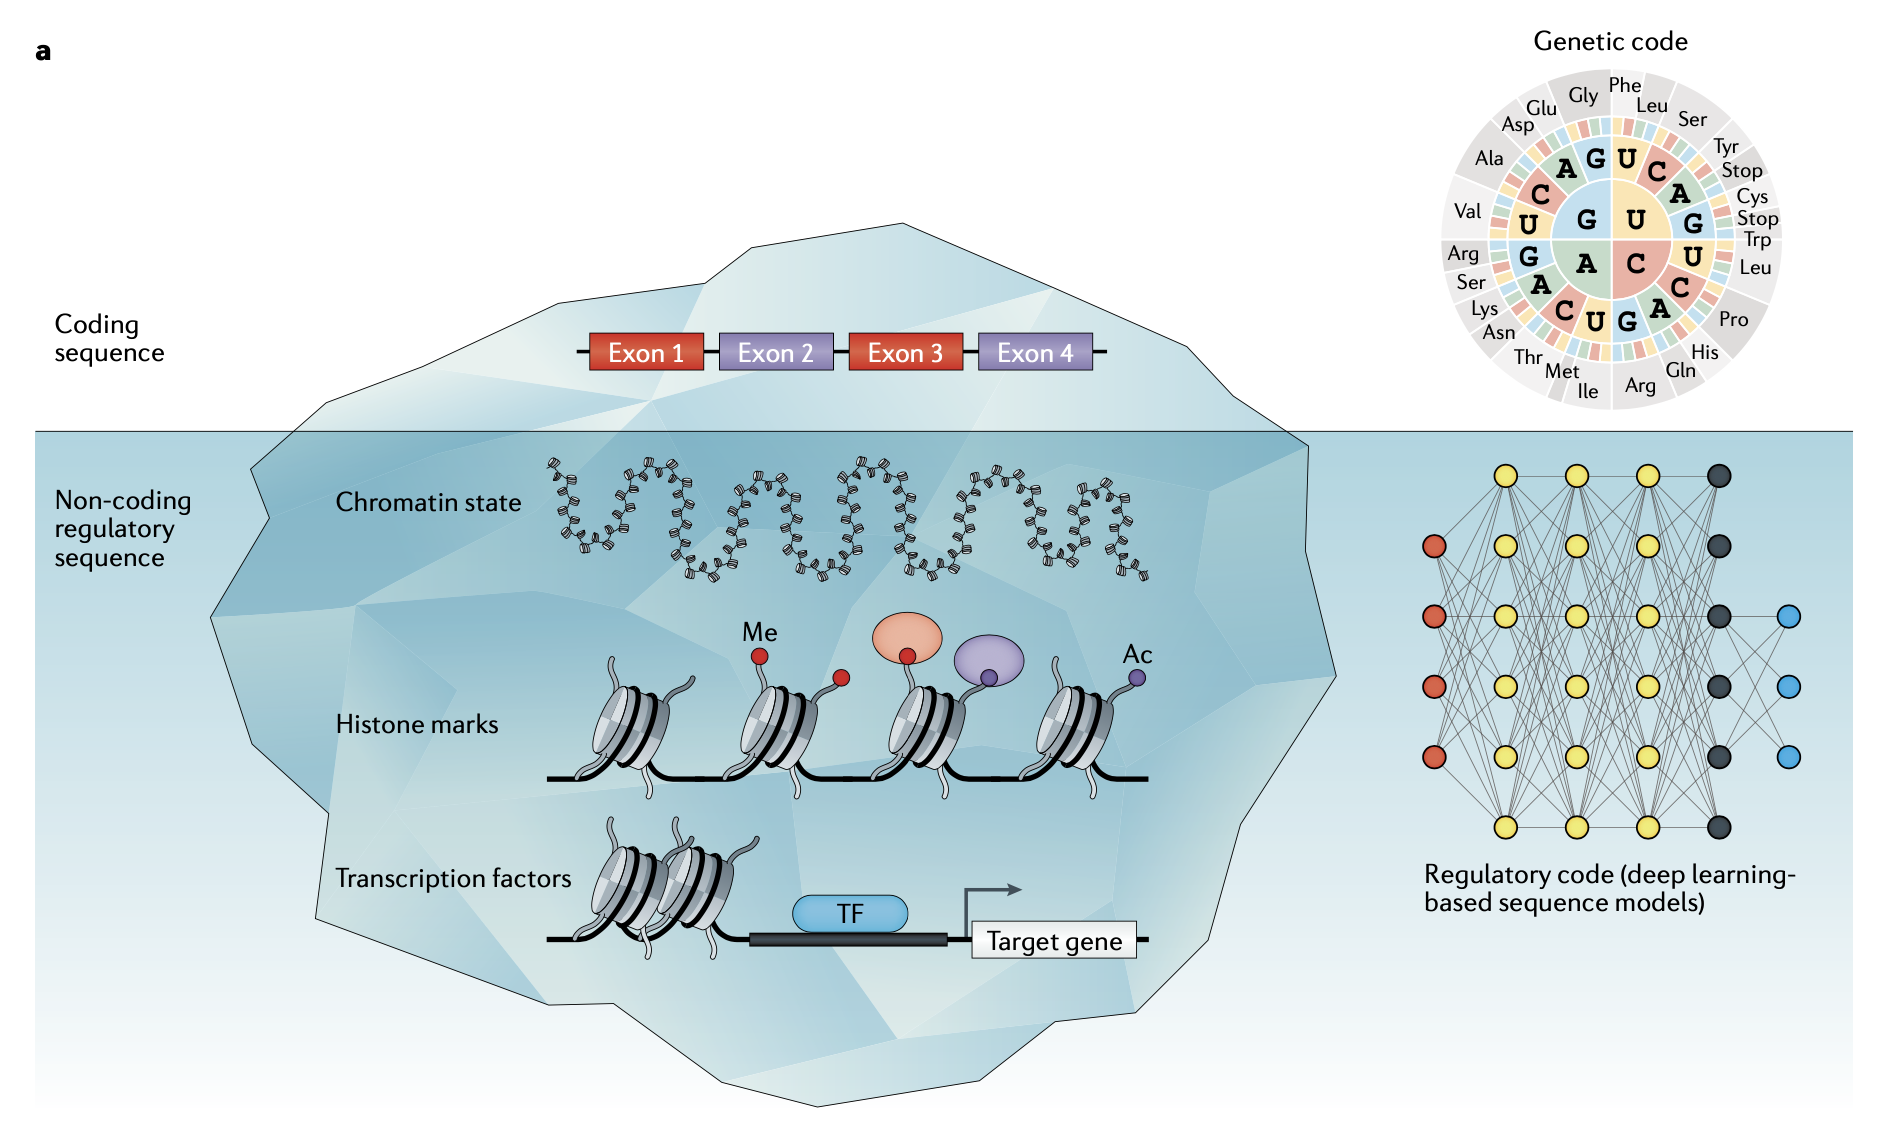 a
Genetic code
Phe
Leu
Ser
Tyr
Stop
Cys
Stop
Trp
Leu
Pro
His
Gln
Arg
Ile
Met
Thr
Asn
Lys
Ser
Arg
Val
Ala
Asp
Glu
Gly
G U
A C
U C A G
U C A G
U C A G
U C A G
Coding
sequence
Exon 1 Exon 2 Exon 3 Exon 4
Non-coding
regulatory
sequence
Chromatin state
Me
Ac
Histone marks
Transcription factors
TF
Target gene
Regulatory code (deep learning-
based sequence models)